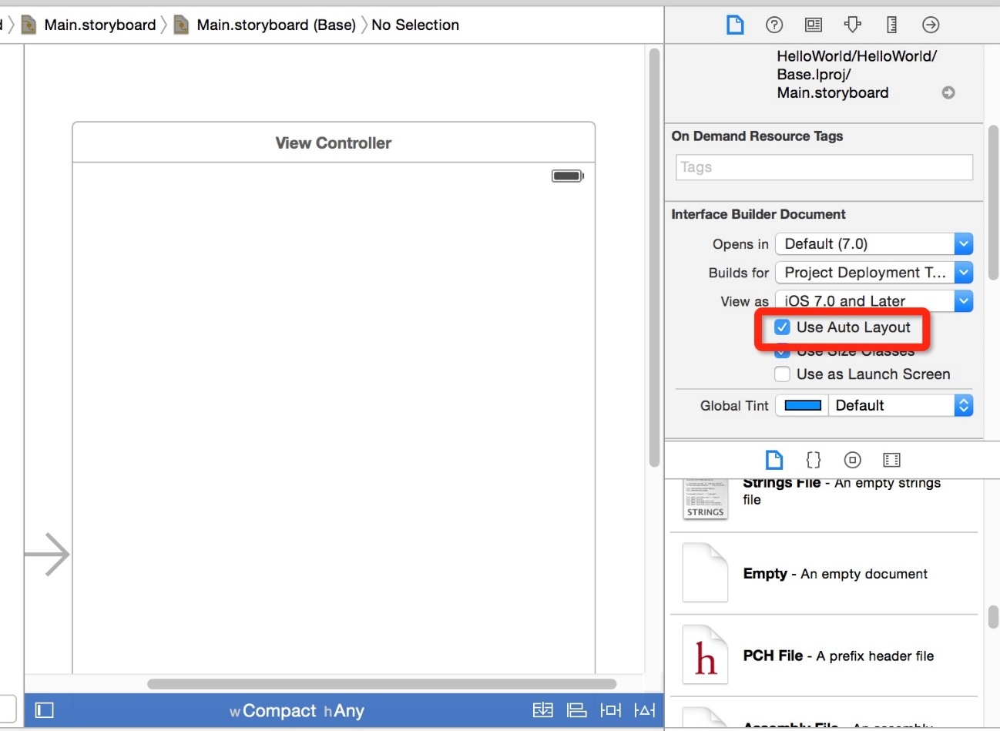 Main.storyboard
Main.storyboard (Base)
No Selection
HelloWorld/HelloWorld/
Base.lproj/
Main.storyboard
On Demand Resource Tags
Tags
Interface Builder Document
Opens in Default (7.0)
Builds for Project Deployment T...
View as iOS 7.0 and Later
Use Auto Layout
Use Size Classes
Use as Launch Screen
Global Tint Default
View Controller
Strings File - An empty strings
file
STRINGS
Empty - An empty document
h
PCH File - A prefix header file
Assembly File - An assembly
wCompact hAny